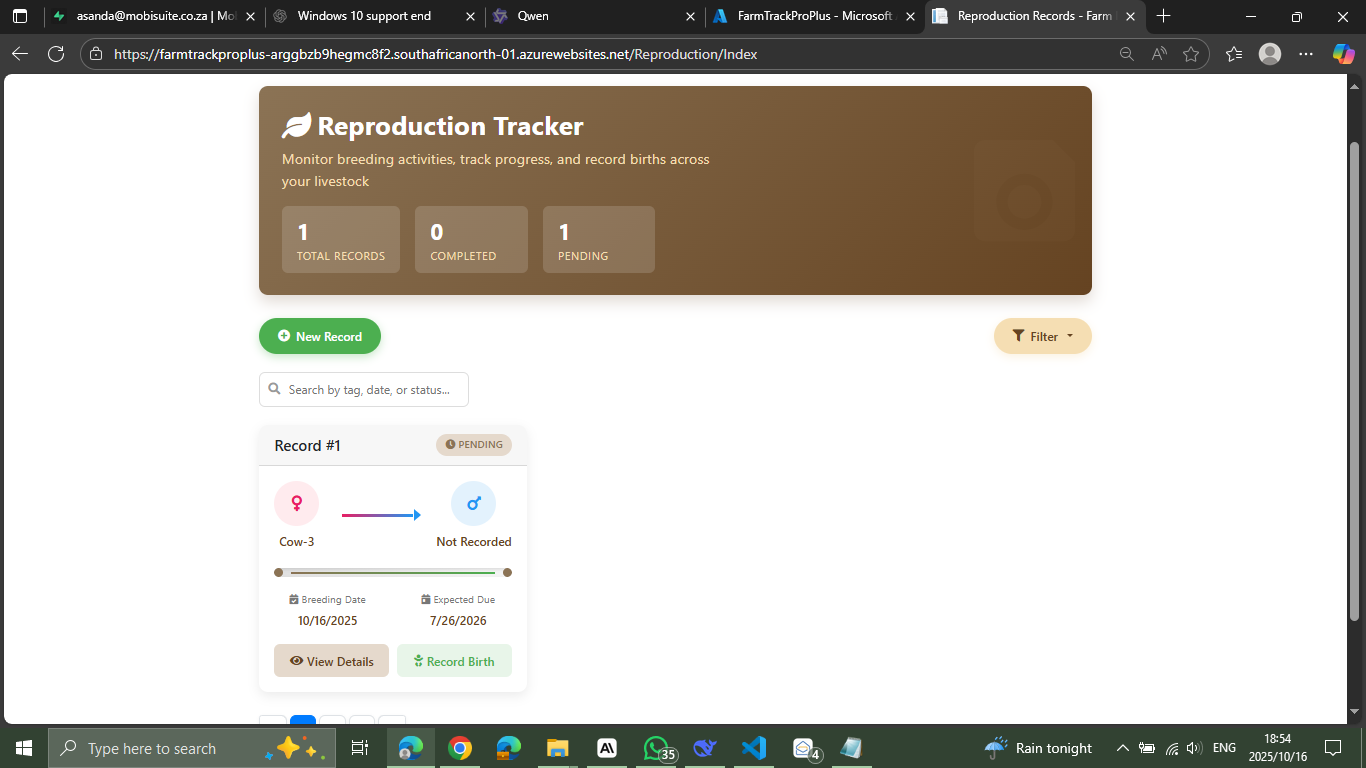 asanda@mobisuite.co.za | Mo
Windows 10 support end
Qwen
FarmTrackProPlus - Microsoft
Reproduction Records - Farm
https://farmtrackproplus-arggbzb9hegmc8f2.southafricanorth-01.azurewebsites.net/Reproduction/Index
Reproduction Tracker
Monitor breeding activities, track progress, and record births across
your livestock
1
TOTAL RECORDS
0
COMPLETED
1
PENDING
New Record
Filter
Search by tag, date, or status...
Record #1
PENDING
Cow-3
Not Recorded
Breeding Date
Expected Due
10/16/2025
7/26/2026
View Details
Record Birth
Type here to search
35
4
Rain tonight
ENG
18:54
2025/10/16